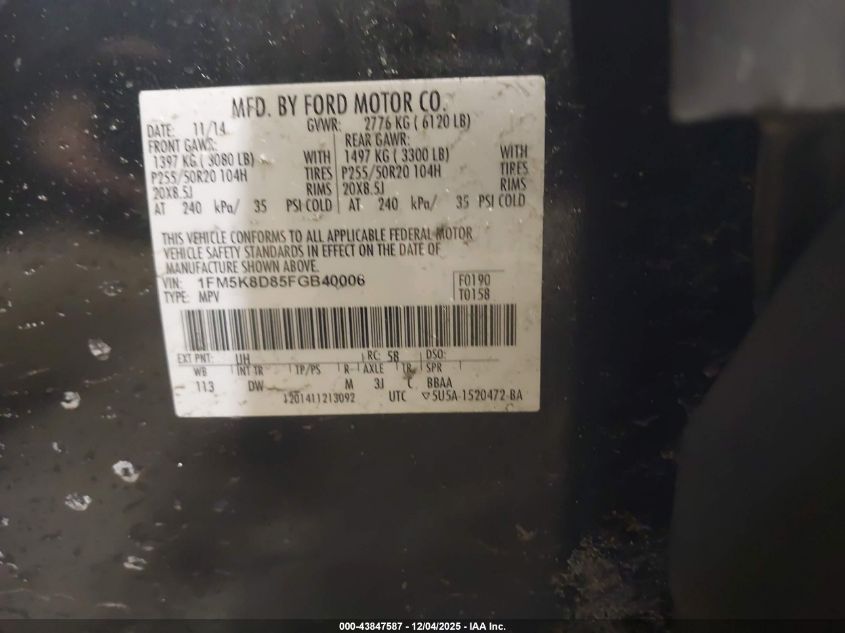 MFD. BY FORD MOTOR CO.
DATE: 11/14 GVWR: 2776 KG ( 6120 LB)
FRONT GAWR: REAR GAWR:
1397 KG ( 3080 LB) WITH 1497 KG ( 3300 LB) WITH
P255/50R20 104H TIRES P255/50R20 104H TIRES
20X8.5J RIMS 20X8.5J RIMS
AT 240 kPa/ 35 PSI COLD AT 240 kPa/ 35 PSI COLD
THIS VEHICLE CONFORMS TO ALL APPLICABLE FEDERAL MOTOR
VEHICLE SAFETY STANDARDS IN EFFECT ON THE DATE OF
MANUFACTURE SHOWN ABOVE.
VIN: 1FM5K8D85FGB40006 F0190
TYPE: MPV T0158
EXT PNT: UH RC: 58 DSO:
WB INT TR TP/PS R AXLE TR SPR
113 DW M 3J C BBAA
UTC ▽5U5A-1520472-BA
000-43847587 - 12/04/2025 - IAA Inc.